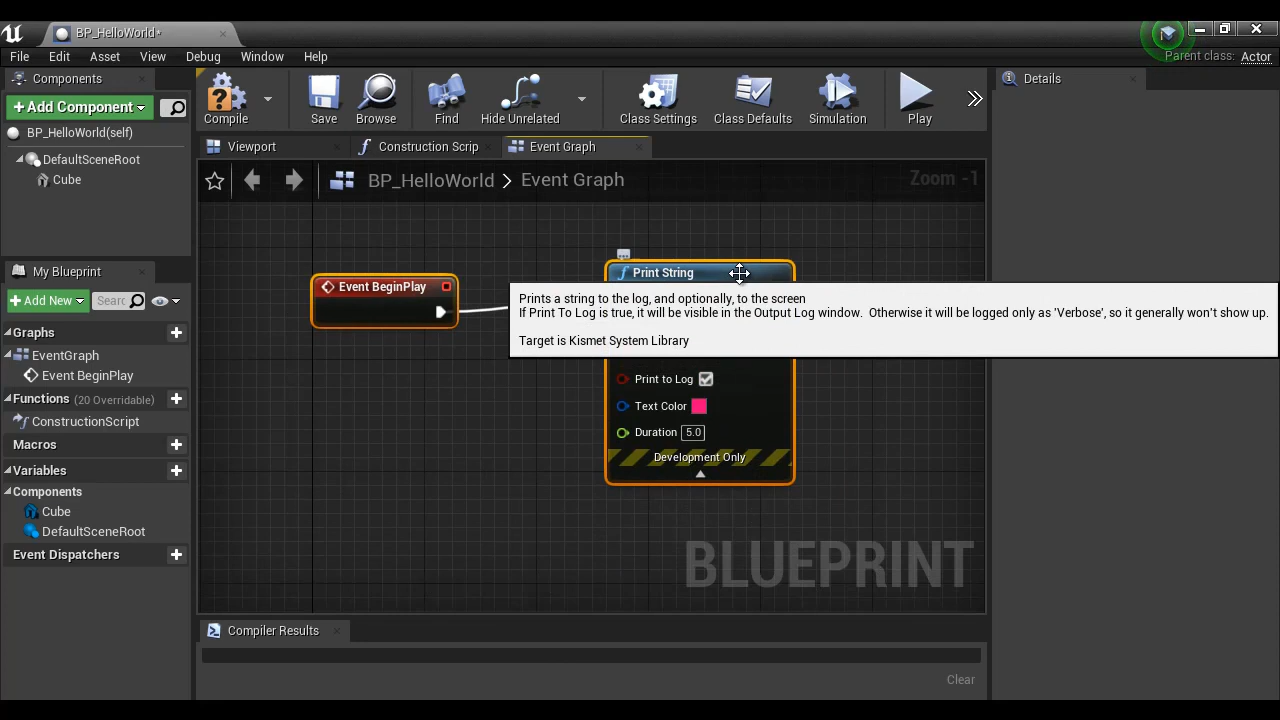 BP_HelloWorld*
File Edit Asset View Debug Window Help
Parent class: Actor
Components
+Add Component
BP_HelloWorld(self)
DefaultSceneRoot
Cube
My Blueprint
+Add New
Searc
Graphs
EventGraph
Event BeginPlay
Functions (20 Overridable)
ConstructionScript
Macros
Variables
Components
Cube
DefaultSceneRoot
Event Dispatchers
Compile
Save
Browse
Find
Hide Unrelated
Class Settings
Class Defaults
Simulation
Play
Viewport
Construction Scrip
Event Graph
BP_HelloWorld > Event Graph
Zoom -1
Event BeginPlay
f Print String
Prints a string to the log, and optionally, to the screen
If Print To Log is true, it will be visible in the Output Log window. Otherwise it will be logged only as 'Verbose', so it generally won't show up.
Target is Kismet System Library
Print to Log
Text Color
Duration 5.0
Development Only
BLUEPRINT
Compiler Results
Clear
Details